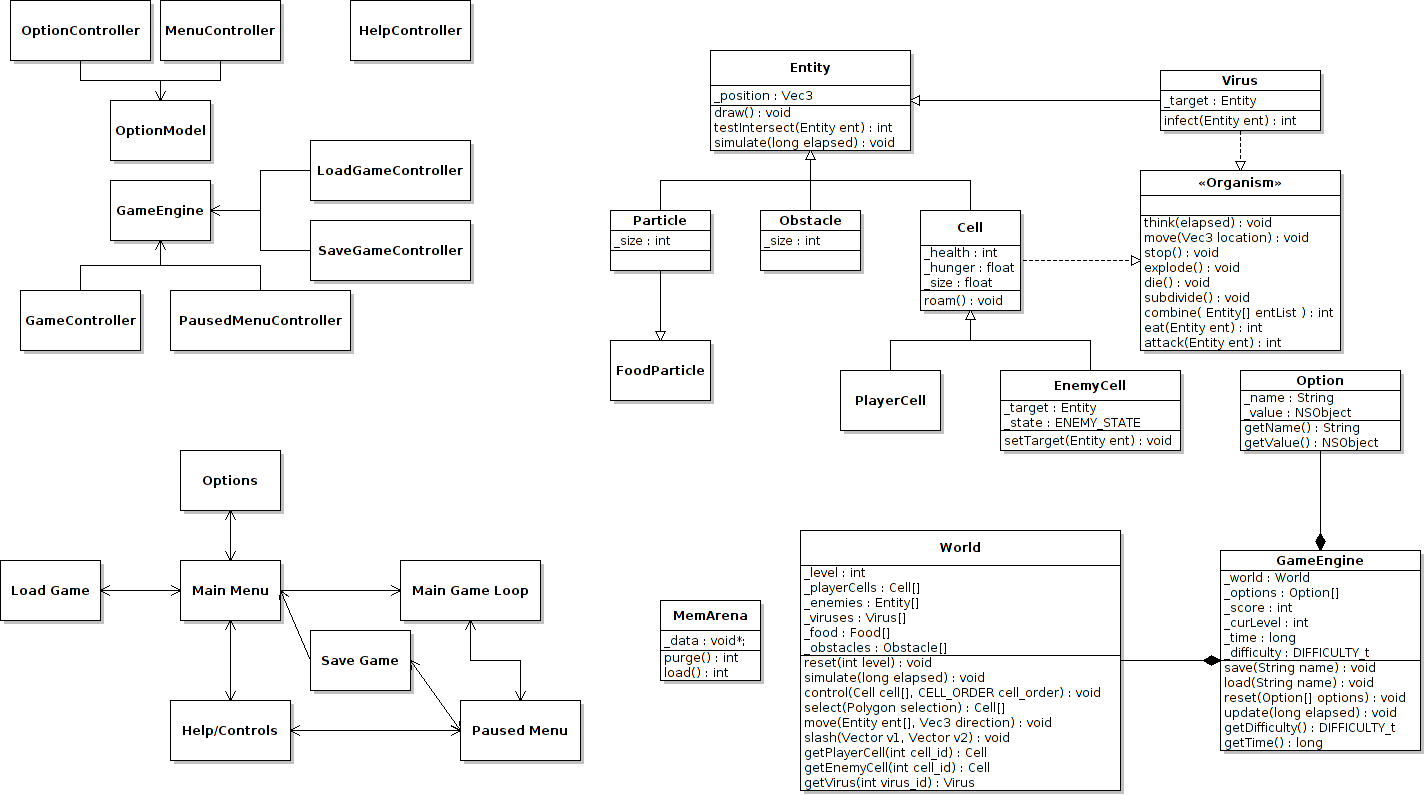 OptionController
MenuController
HelpController
OptionModel
GameEngine
LoadGameController
SaveGameController
GameController
PausedMenuController
Entity
_position : Vec3
draw() : void
testIntersect(Entity ent) : int
simulate(long elapsed) : void
Virus
_target : Entity
infect(Entity ent) : int
Particle
_size : int
Obstacle
_size : int
Cell
_health : int
_hunger : float
_size : float
roam() : void
«Organism»
think(elapsed) : void
move(Vec3 location) : void
stop() : void
explode() : void
die() : void
subdivide() : void
combine( Entity[] entList ) : int
eat(Entity ent) : int
attack(Entity ent) : int
FoodParticle
PlayerCell
EnemyCell
_target : Entity
_state : ENEMY_STATE
setTarget(Entity ent) : void
Option
_name : String
_value : NSObject
getName() : String
getValue() : NSObject
Options
Load Game
Main Menu
Main Game Loop
Save Game
Help/Controls
Paused Menu
MemArena
_data : void*;
purge() : int
load() : int
World
_level : int
_playerCells : Cell[]
_enemies : Entity[]
_viruses : Virus[]
_food : Food[]
_obstacles : Obstacle[]
reset(int level) : void
simulate(long elapsed) : void
control(Cell cell[], CELL_ORDER cell_order) : void
select(Polygon selection) : Cell[]
move(Entity ent[], Vec3 direction) : void
slash(Vector v1, Vector v2) : void
getPlayerCell(int cell_id) : Cell
getEnemyCell(int cell_id) : Cell
getVirus(int virus_id) : Virus
GameEngine
_world : World
_options : Option[]
_score : int
_curLevel : int
_time : long
_difficulty : DIFFICULTY_t
save(String name) : void
load(String name) : void
reset(Option[] options) : void
update(long elapsed) : void
getDifficulty() : DIFFICULTY_t
getTime() : long